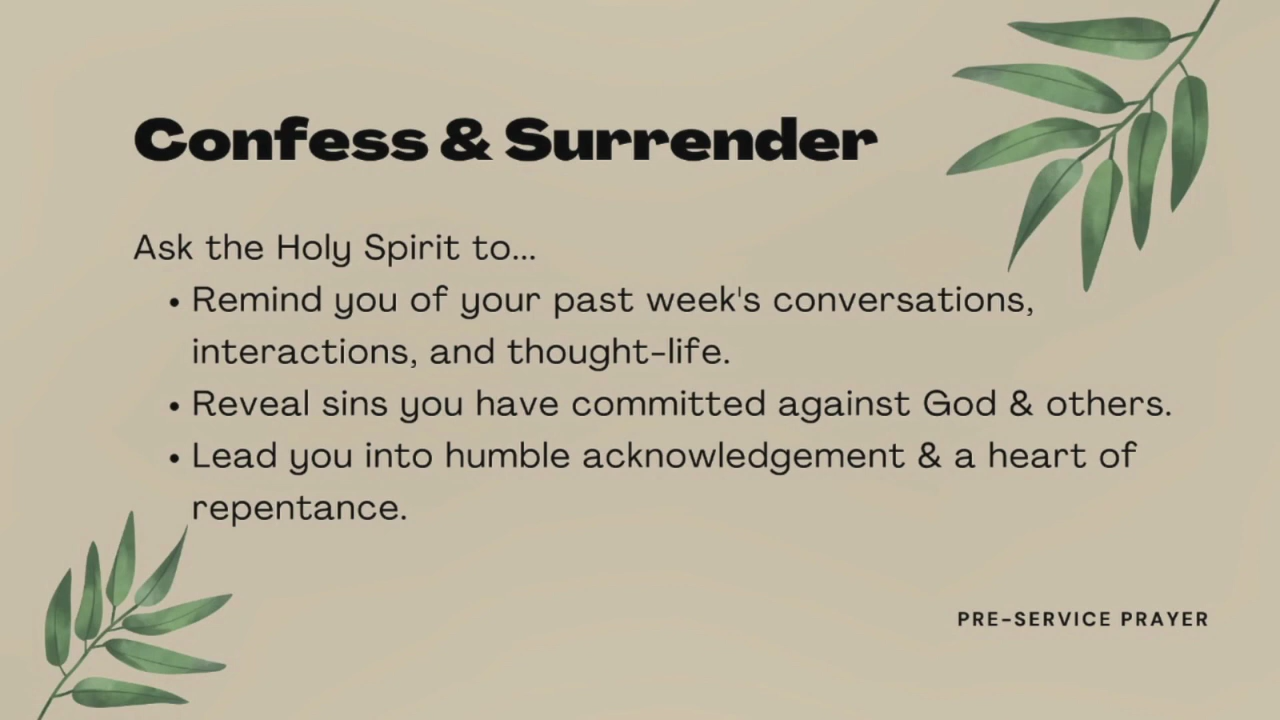 Confess & Surrender
Ask the Holy Spirit to...
• Remind you of your past week's conversations,
interactions, and thought-life.
• Reveal sins you have committed against God & others.
• Lead you into humble acknowledgement & a heart of
repentance.
PRE-SERVICE PRAYER